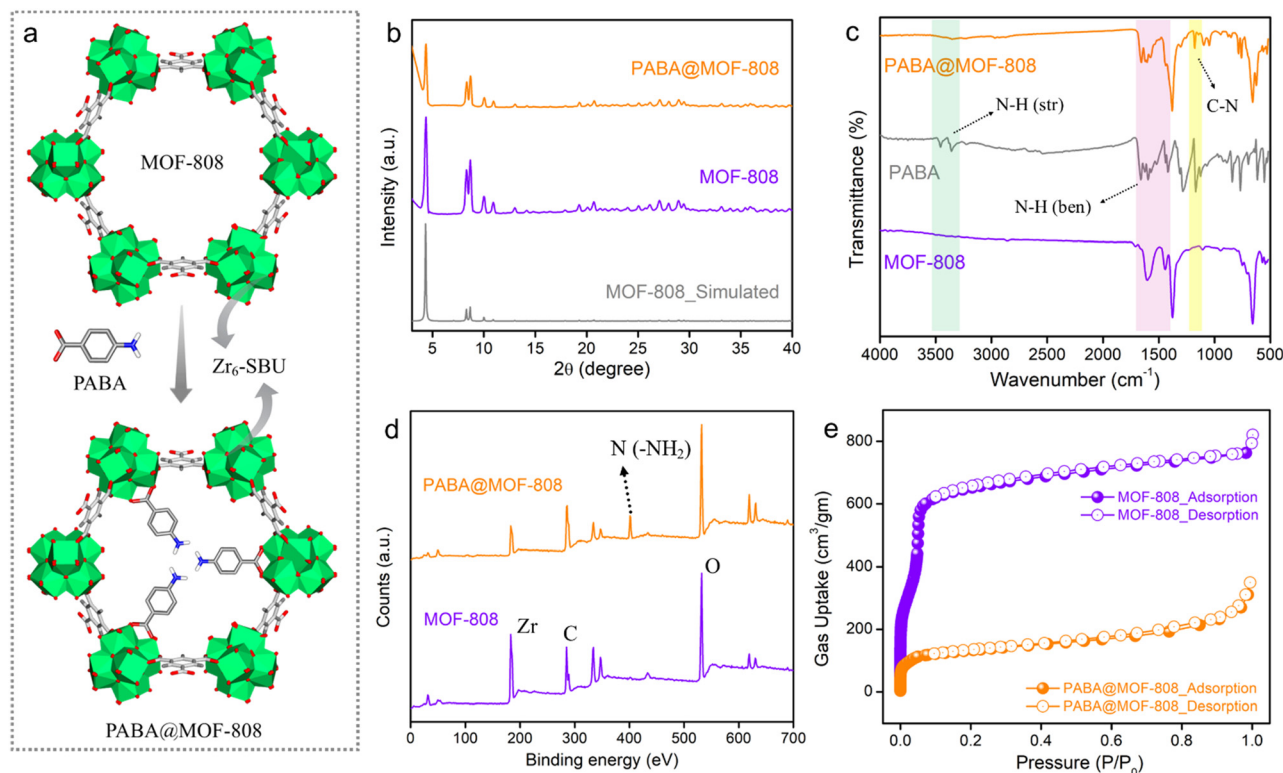 a
MOF-808
PABA
Zr₆-SBU
PABA@MOF-808
b
PABA@MOF-808
MOF-808
MOF-808_Simulated
Intensity (a.u.)
5 10 15 20 25 30 35 40
2θ (degree)
c
PABA@MOF-808
N-H (str)
C-N
PABA
N-H (ben)
MOF-808
Transmittance (%)
4000 3500 3000 2500 2000 1500 1000 500
Wavenumber (cm⁻¹)
d
N (-NH₂)
PABA@MOF-808
O
MOF-808
Zr
C
Counts (a.u.)
0 100 200 300 400 500 600 700
Binding energy (eV)
e
800
600
400
200
0
Gas Uptake (cm³/gm)
MOF-808_Adsorption
MOF-808_Desorption
PABA@MOF-808_Adsorption
PABA@MOF-808_Desorption
0.0 0.2 0.4 0.6 0.8 1.0
Pressure (P/P₀)